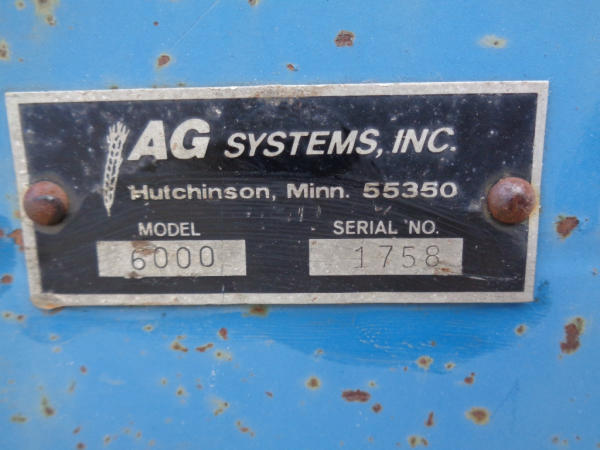 AG SYSTEMS, INC.
Hutchinson, Minn. 55350
MODEL SERIAL NO.
6000 1758